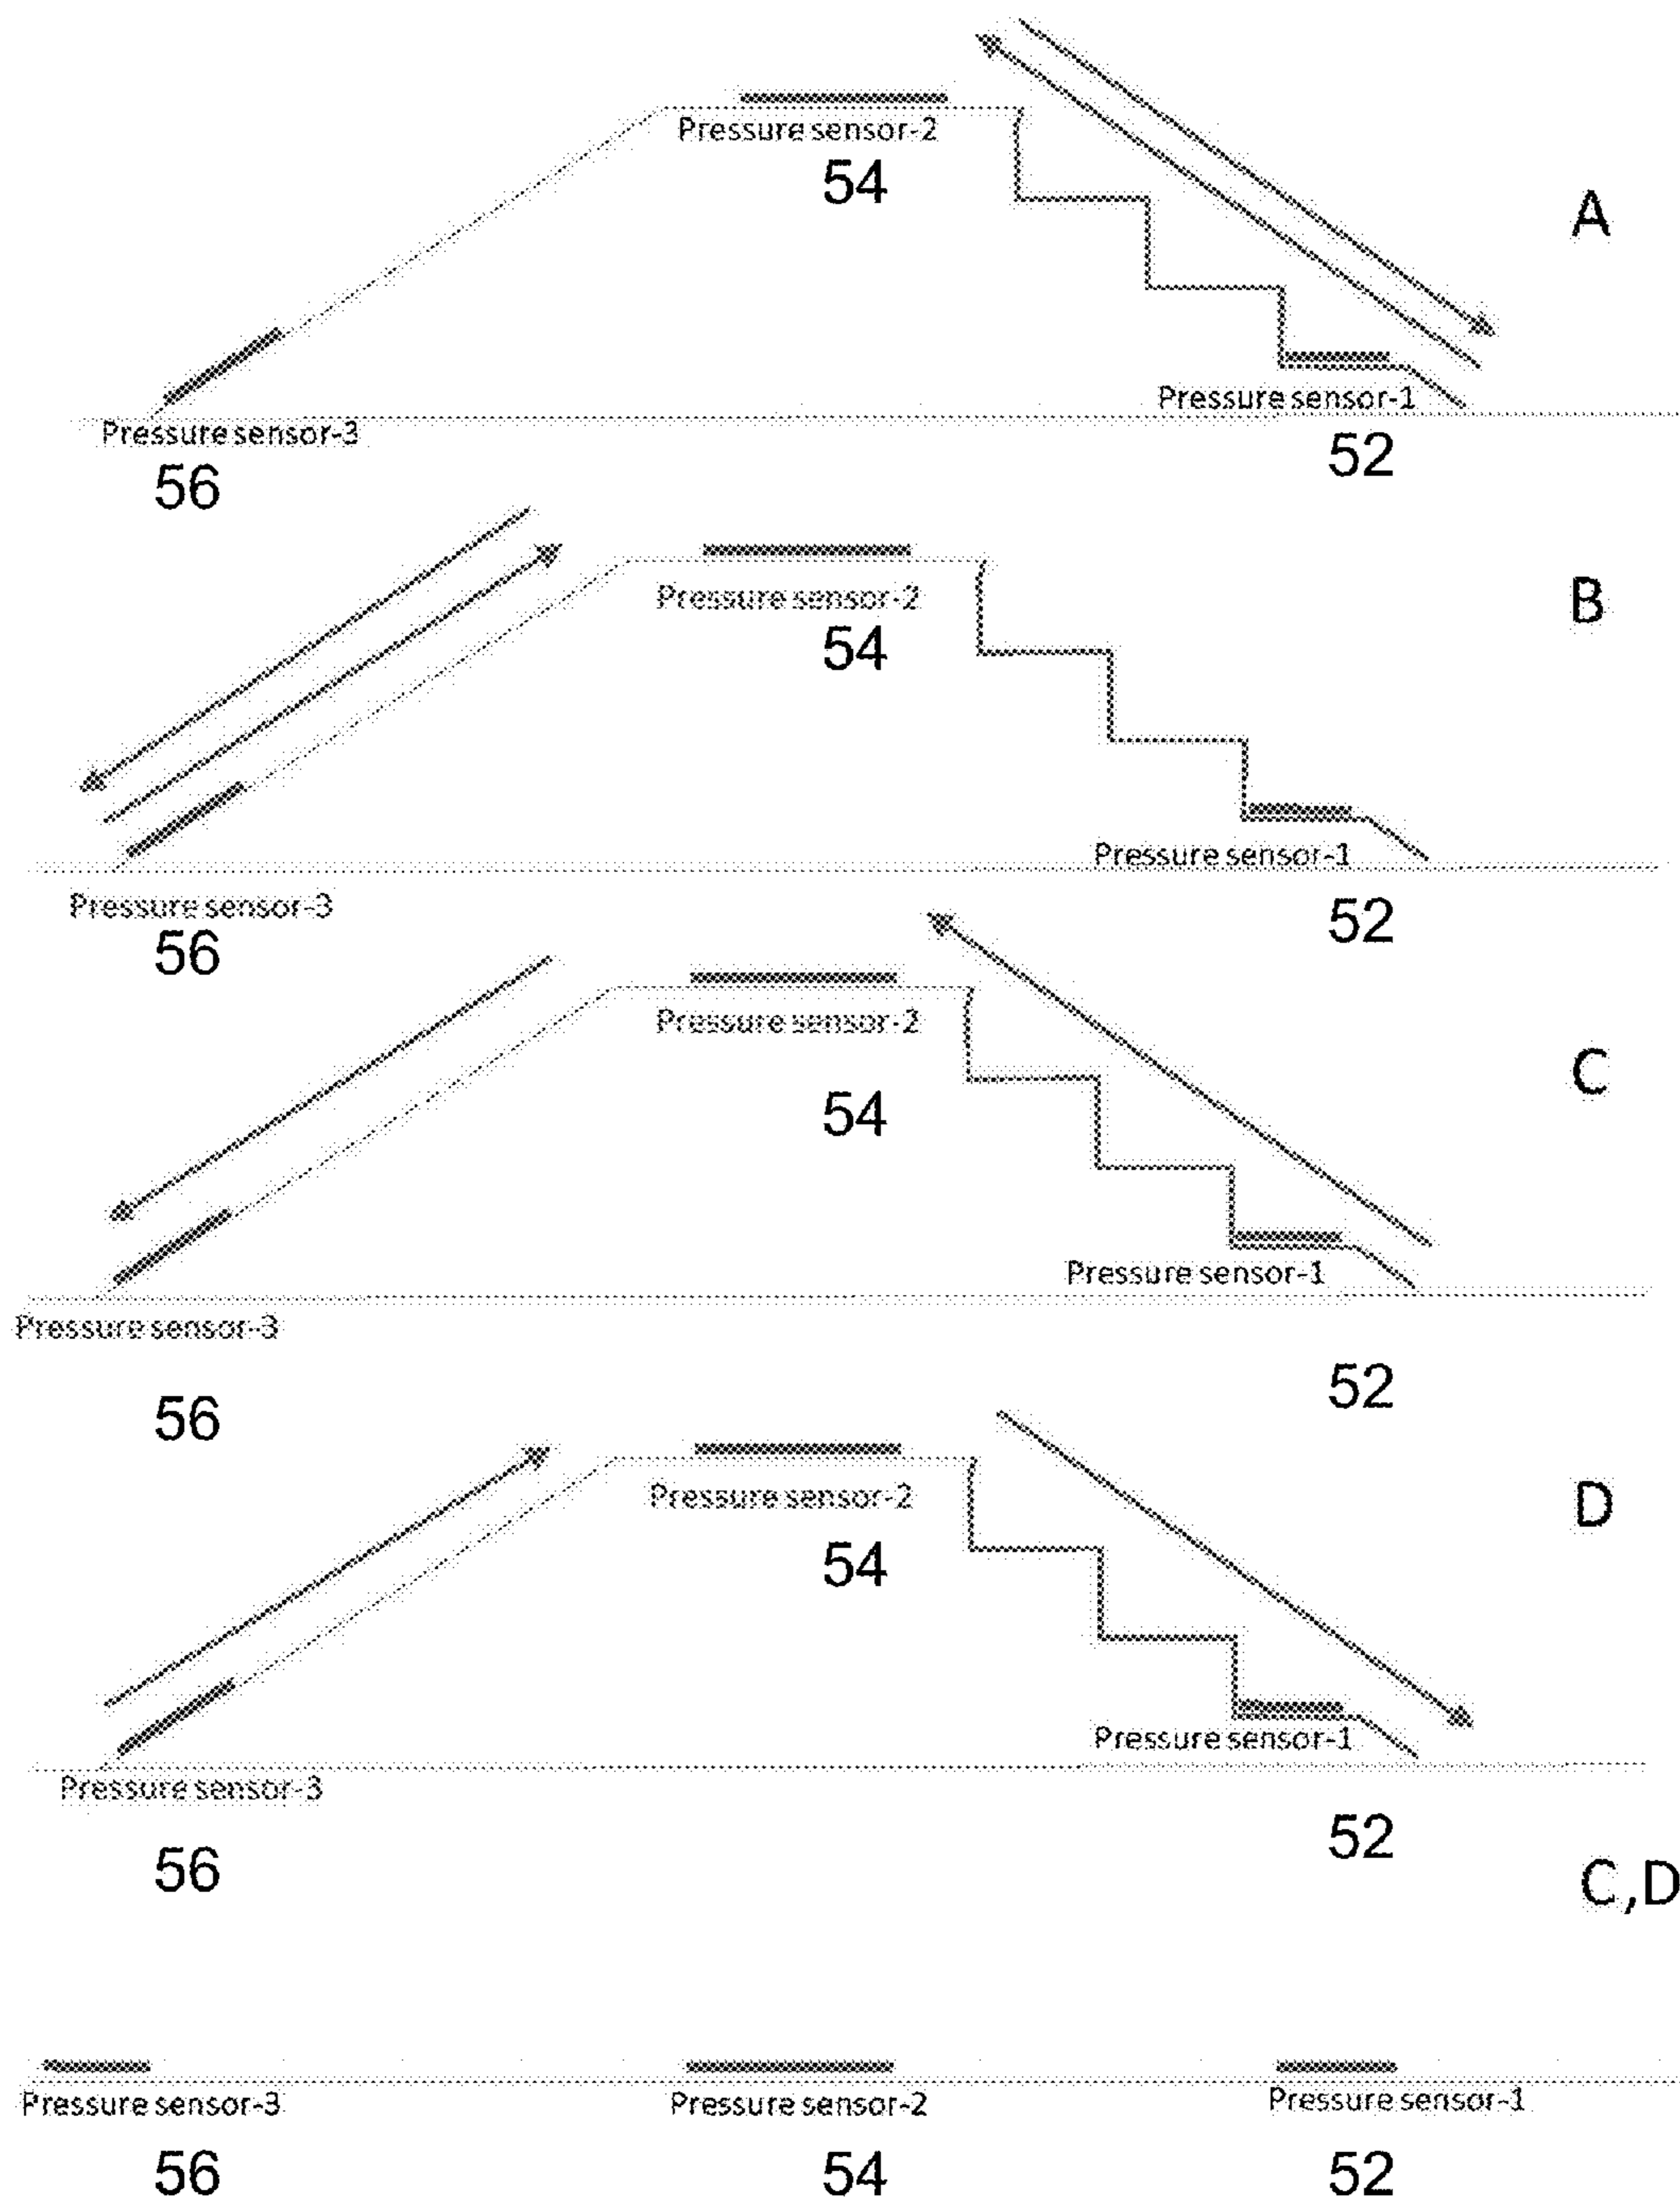 Pressure sensor-2
54
A
Pressure sensor-1
Pressure sensor-3
52
56
B
Pressure sensor-2
54
Pressure sensor-1
Pressure sensor-3
52
56
Pressure sensor-2
C
54
Pressure sensor-1
Pressure sensor-3
52
56
Pressure sensor-2
D
54
Pressure sensor-1
Pressure sensor-3
52
56
C,D
Pressure sensor-3 Pressure sensor-2 Pressure sensor-1
56 54 52